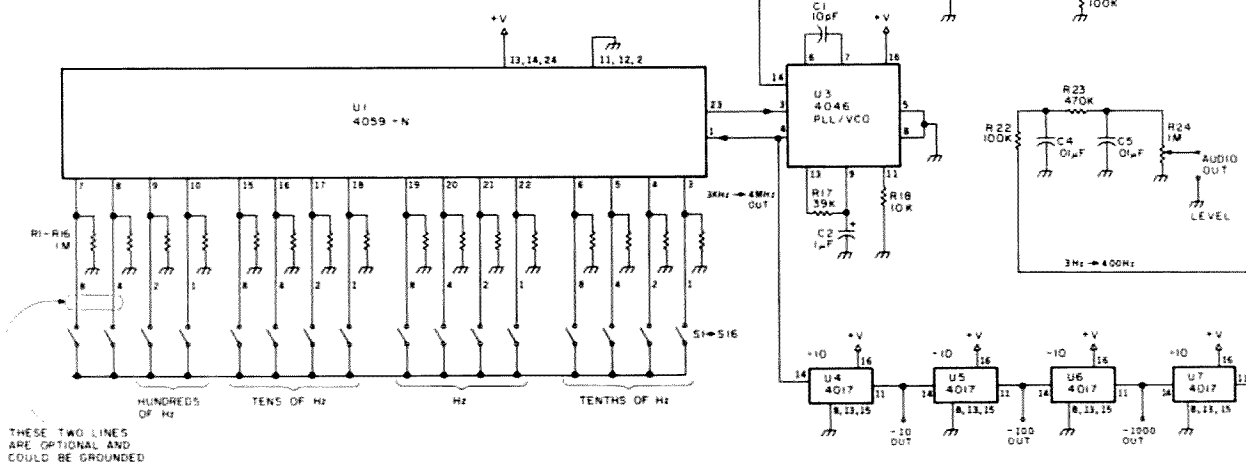 C1
10pF
+V
100K
+V
13, 14, 24
11, 12, 2
6
7
16
14
U1
4059 ÷N
23
3
1
4
U3
4046
PLL/VCO
5
8
13
9
11
R22
100K
R23
470K
C4
.01µF
C5
.01µF
R24
1M
AUDIO
OUT
LEVEL
7
8
9
10
15
16
17
18
19
20
21
22
6
5
4
3
3KHz → 4MHz
OUT
R17
39K
R18
10K
C2
1µF
+
R1-R16
1M
8
4
2
1
8
4
2
1
8
4
2
1
8
4
2
1
3Hz → 400Hz
S1→S16
HUNDREDS
OF Hz
TENS OF Hz
Hz
TENTHS OF Hz
THESE TWO LINES
ARE OPTIONAL AND
COULD BE GROUNDED
+V
+V
+V
+V
÷10
16
÷10
16
÷10
16
÷10
16
14
U4
4017
11
14
U5
4017
11
14
U6
4017
11
14
U7
4017
11
8, 13, 15
8, 13, 15
8, 13, 15
8, 13, 15
÷10
OUT
÷100
OUT
÷1000
OUT